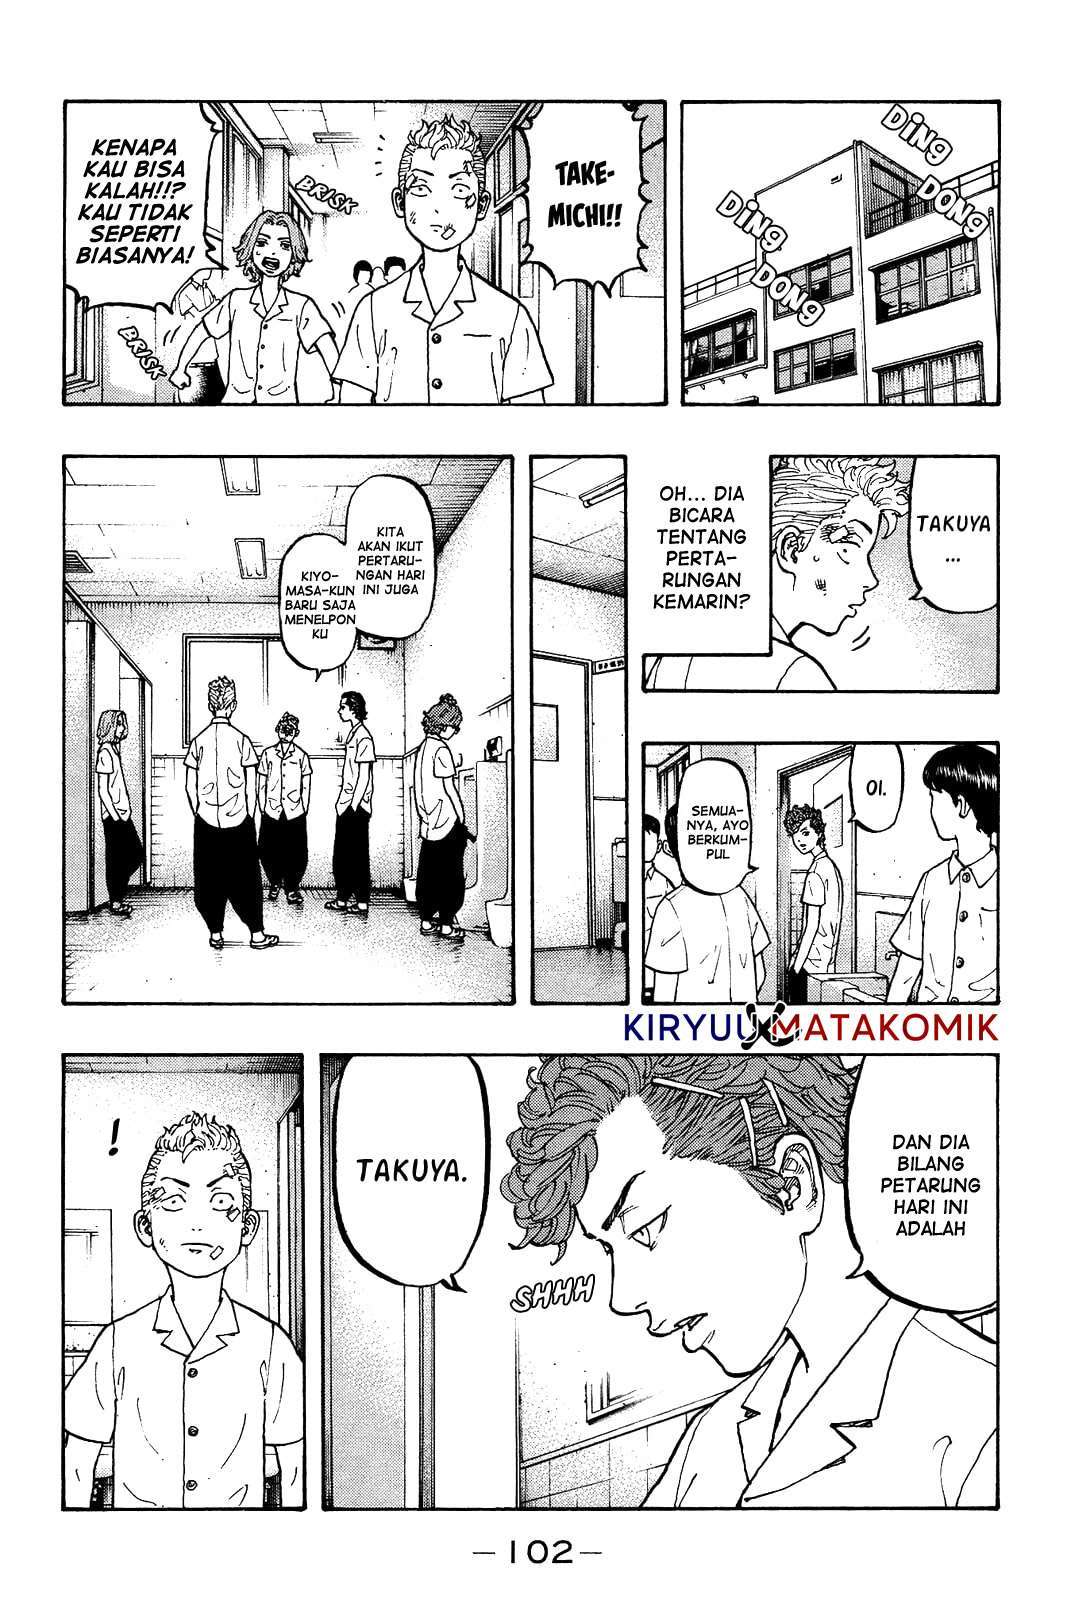 DING
DONG
DING
DONG
TAKE-
MICHI!!
KENAPA
KAU BISA
KALAH!!?
KAU TIDAK
SEPERTI
BIASANYA!
BRISK
BRISK
TAKUYA
...
OH... DIA
BICARA
TENTANG
PERTA-
RUNGAN
KEMARIN?
OI.
SEMUA-
NYA, AYO
BERKUM-
PUL
KITA
AKAN IKUT
PERTARU-
NGAN HARI
INI JUGA
KIYO-
MASA-KUN
BARU SAJA
MENELPON
KU
KIRYUU X MATAKOMIK
DAN DIA
BILANG
PETARUNG
HARI INI
ADALAH
TAKUYA.
SHHH
!
—102—